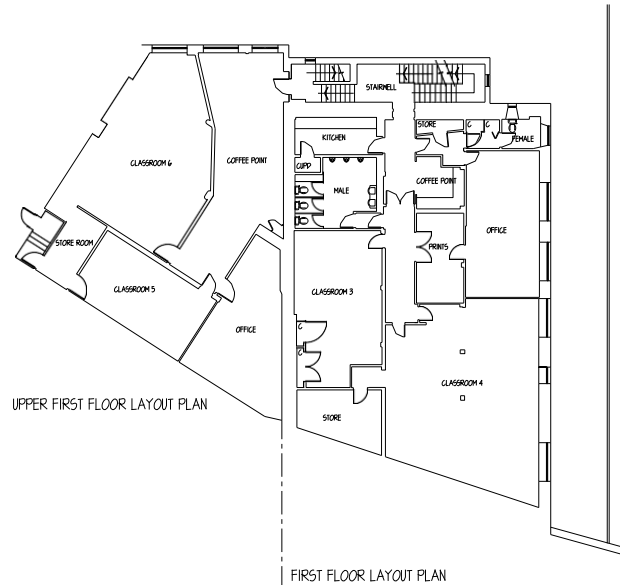 STAIRWELL
STORE
C
C
FEMALE
KITCHEN
CLASSROOM 6
COFFEE POINT
CUPD
MALE
COFFEE POINT
OFFICE
STORE ROOM
PRINTS
CLASSROOM 5
CLASSROOM 3
OFFICE
C
C
CLASSROOM 4
UPPER FIRST FLOOR LAYOUT PLAN
STORE
FIRST FLOOR LAYOUT PLAN